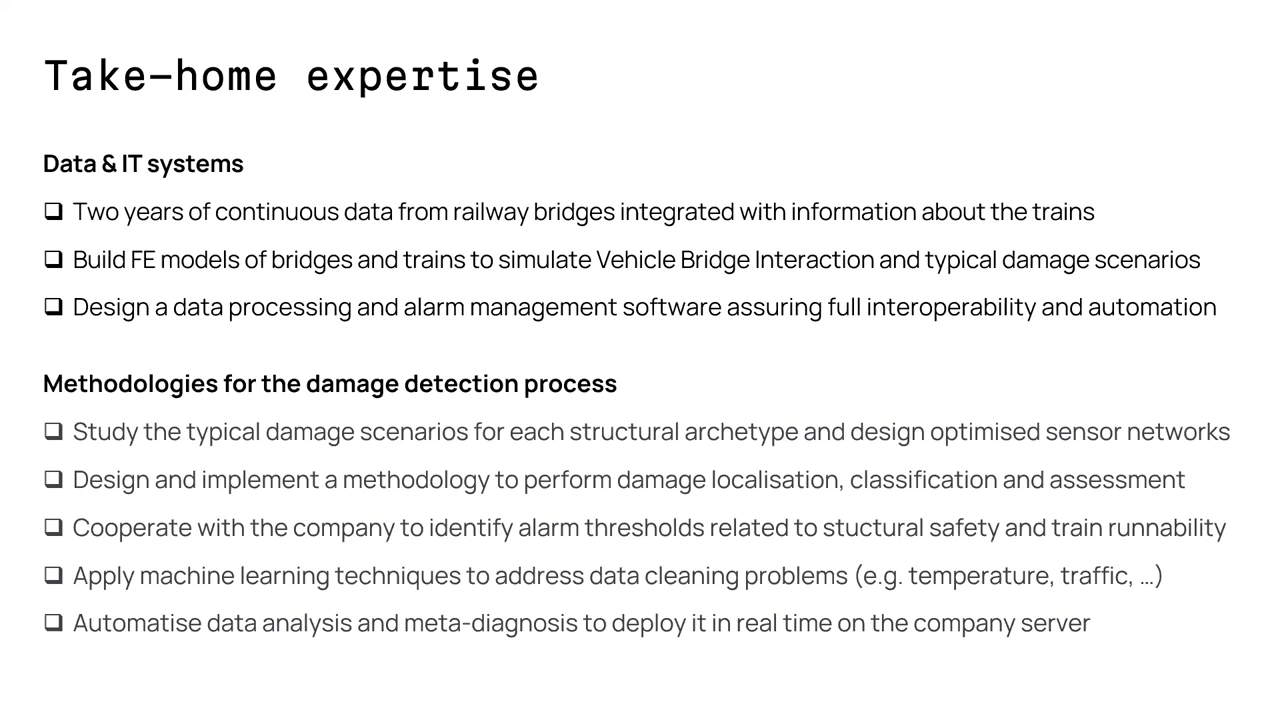 Take-home expertise
Data & IT systems
❑ Two years of continuous data from railway bridges integrated with information about the trains
❑ Build FE models of bridges and trains to simulate Vehicle Bridge Interaction and typical damage scenarios
❑ Design a data processing and alarm management software assuring full interoperability and automation
Methodologies for the damage detection process
❑ Study the typical damage scenarios for each structural archetype and design optimised sensor networks
❑ Design and implement a methodology to perform damage localisation, classification and assessment
❑ Cooperate with the company to identify alarm thresholds related to stuctural safety and train runnability
❑ Apply machine learning techniques to address data cleaning problems (e.g. temperature, traffic, …)
❑ Automatise data analysis and meta-diagnosis to deploy it in real time on the company server